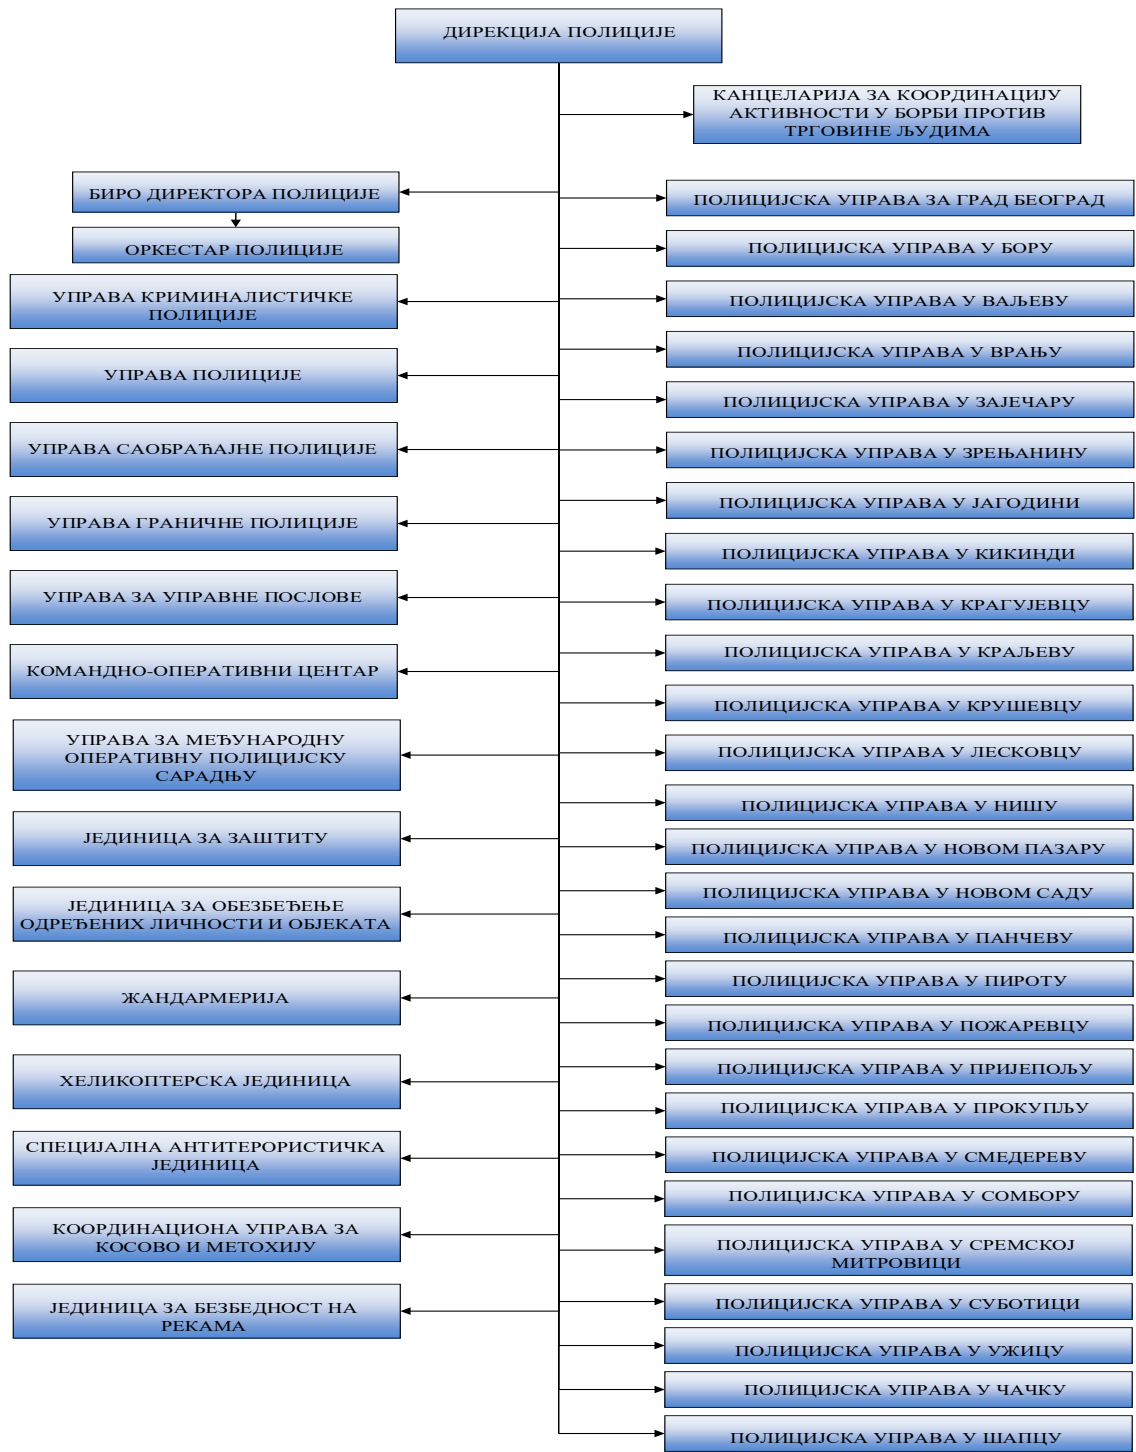 ДИРЕКЦИЈА ПОЛИЦИЈЕ
КАНЦЕЛАРИЈА ЗА КООРДИНАЦИЈУ
АКТИВНОСТИ У БОРБИ ПРОТИВ
ТРГОВИНЕ ЉУДИМА
БИРО ДИРЕКТОРА ПОЛИЦИЈЕ
ОРКЕСТАР ПОЛИЦИЈЕ
УПРАВА КРИМИНАЛИСТИЧКЕ
ПОЛИЦИЈЕ
УПРАВА ПОЛИЦИЈЕ
УПРАВА САОБРАЋАЈНЕ ПОЛИЦИЈЕ
УПРАВА ГРАНИЧНЕ ПОЛИЦИЈЕ
УПРАВА ЗА УПРАВНЕ ПОСЛОВЕ
КОМАНДНО-ОПЕРАТИВНИ ЦЕНТАР
УПРАВА ЗА МЕЂУНАРОДНУ
ОПЕРАТИВНУ ПОЛИЦИЈСКУ
САРАДЊУ
ЈЕДИНИЦА ЗА ЗАШТИТУ
ЈЕДИНИЦА ЗА ОБЕЗБЕЂЕЊЕ
ОДРЕЂЕНИХ ЛИЧНОСТИ И ОБЈЕКАТА
ЖАНДАРМЕРИЈА
ХЕЛИКОПТЕРСКА ЈЕДИНИЦА
СПЕЦИЈАЛНА АНТИТЕРОРИСТИЧКА
ЈЕДИНИЦА
КООРДИНАЦИОНА УПРАВА ЗА
КОСОВО И МЕТОХИЈУ
ЈЕДИНИЦА ЗА БЕЗБЕДНОСТ НА
РЕКАМА
ПОЛИЦИЈСКА УПРАВА ЗА ГРАД БЕОГРАД
ПОЛИЦИЈСКА УПРАВА У БОРУ
ПОЛИЦИЈСКА УПРАВА У ВАЉЕВУ
ПОЛИЦИЈСКА УПРАВА У ВРАЊУ
ПОЛИЦИЈСКА УПРАВА У ЗАЈЕЧАРУ
ПОЛИЦИЈСКА УПРАВА У ЗРЕЊАНИНУ
ПОЛИЦИЈСКА УПРАВА У ЈАГОДИНИ
ПОЛИЦИЈСКА УПРАВА У КИКИНДИ
ПОЛИЦИЈСКА УПРАВА У КРАГУЈЕВЦУ
ПОЛИЦИЈСКА УПРАВА У КРАЉЕВУ
ПОЛИЦИЈСКА УПРАВА У КРУШЕВЦУ
ПОЛИЦИЈСКА УПРАВА У ЛЕСКОВЦУ
ПОЛИЦИЈСКА УПРАВА У НИШУ
ПОЛИЦИЈСКА УПРАВА У НОВОМ ПАЗАРУ
ПОЛИЦИЈСКА УПРАВА У НОВОМ САДУ
ПОЛИЦИЈСКА УПРАВА У ПАНЧЕВУ
ПОЛИЦИЈСКА УПРАВА У ПИРОТУ
ПОЛИЦИЈСКА УПРАВА У ПОЖАРЕВЦУ
ПОЛИЦИЈСКА УПРАВА У ПРИЈЕПОЉУ
ПОЛИЦИЈСКА УПРАВА У ПРОКУПЉУ
ПОЛИЦИЈСКА УПРАВА У СМЕДЕРЕВУ
ПОЛИЦИЈСКА УПРАВА У СОМБОРУ
ПОЛИЦИЈСКА УПРАВА У СРЕМСКОЈ
МИТРОВИЦИ
ПОЛИЦИЈСКА УПРАВА У СУБОТИЦИ
ПОЛИЦИЈСКА УПРАВА У УЖИЦУ
ПОЛИЦИЈСКА УПРАВА У ЧАЧКУ
ПОЛИЦИЈСКА УПРАВА У ШАПЦУ